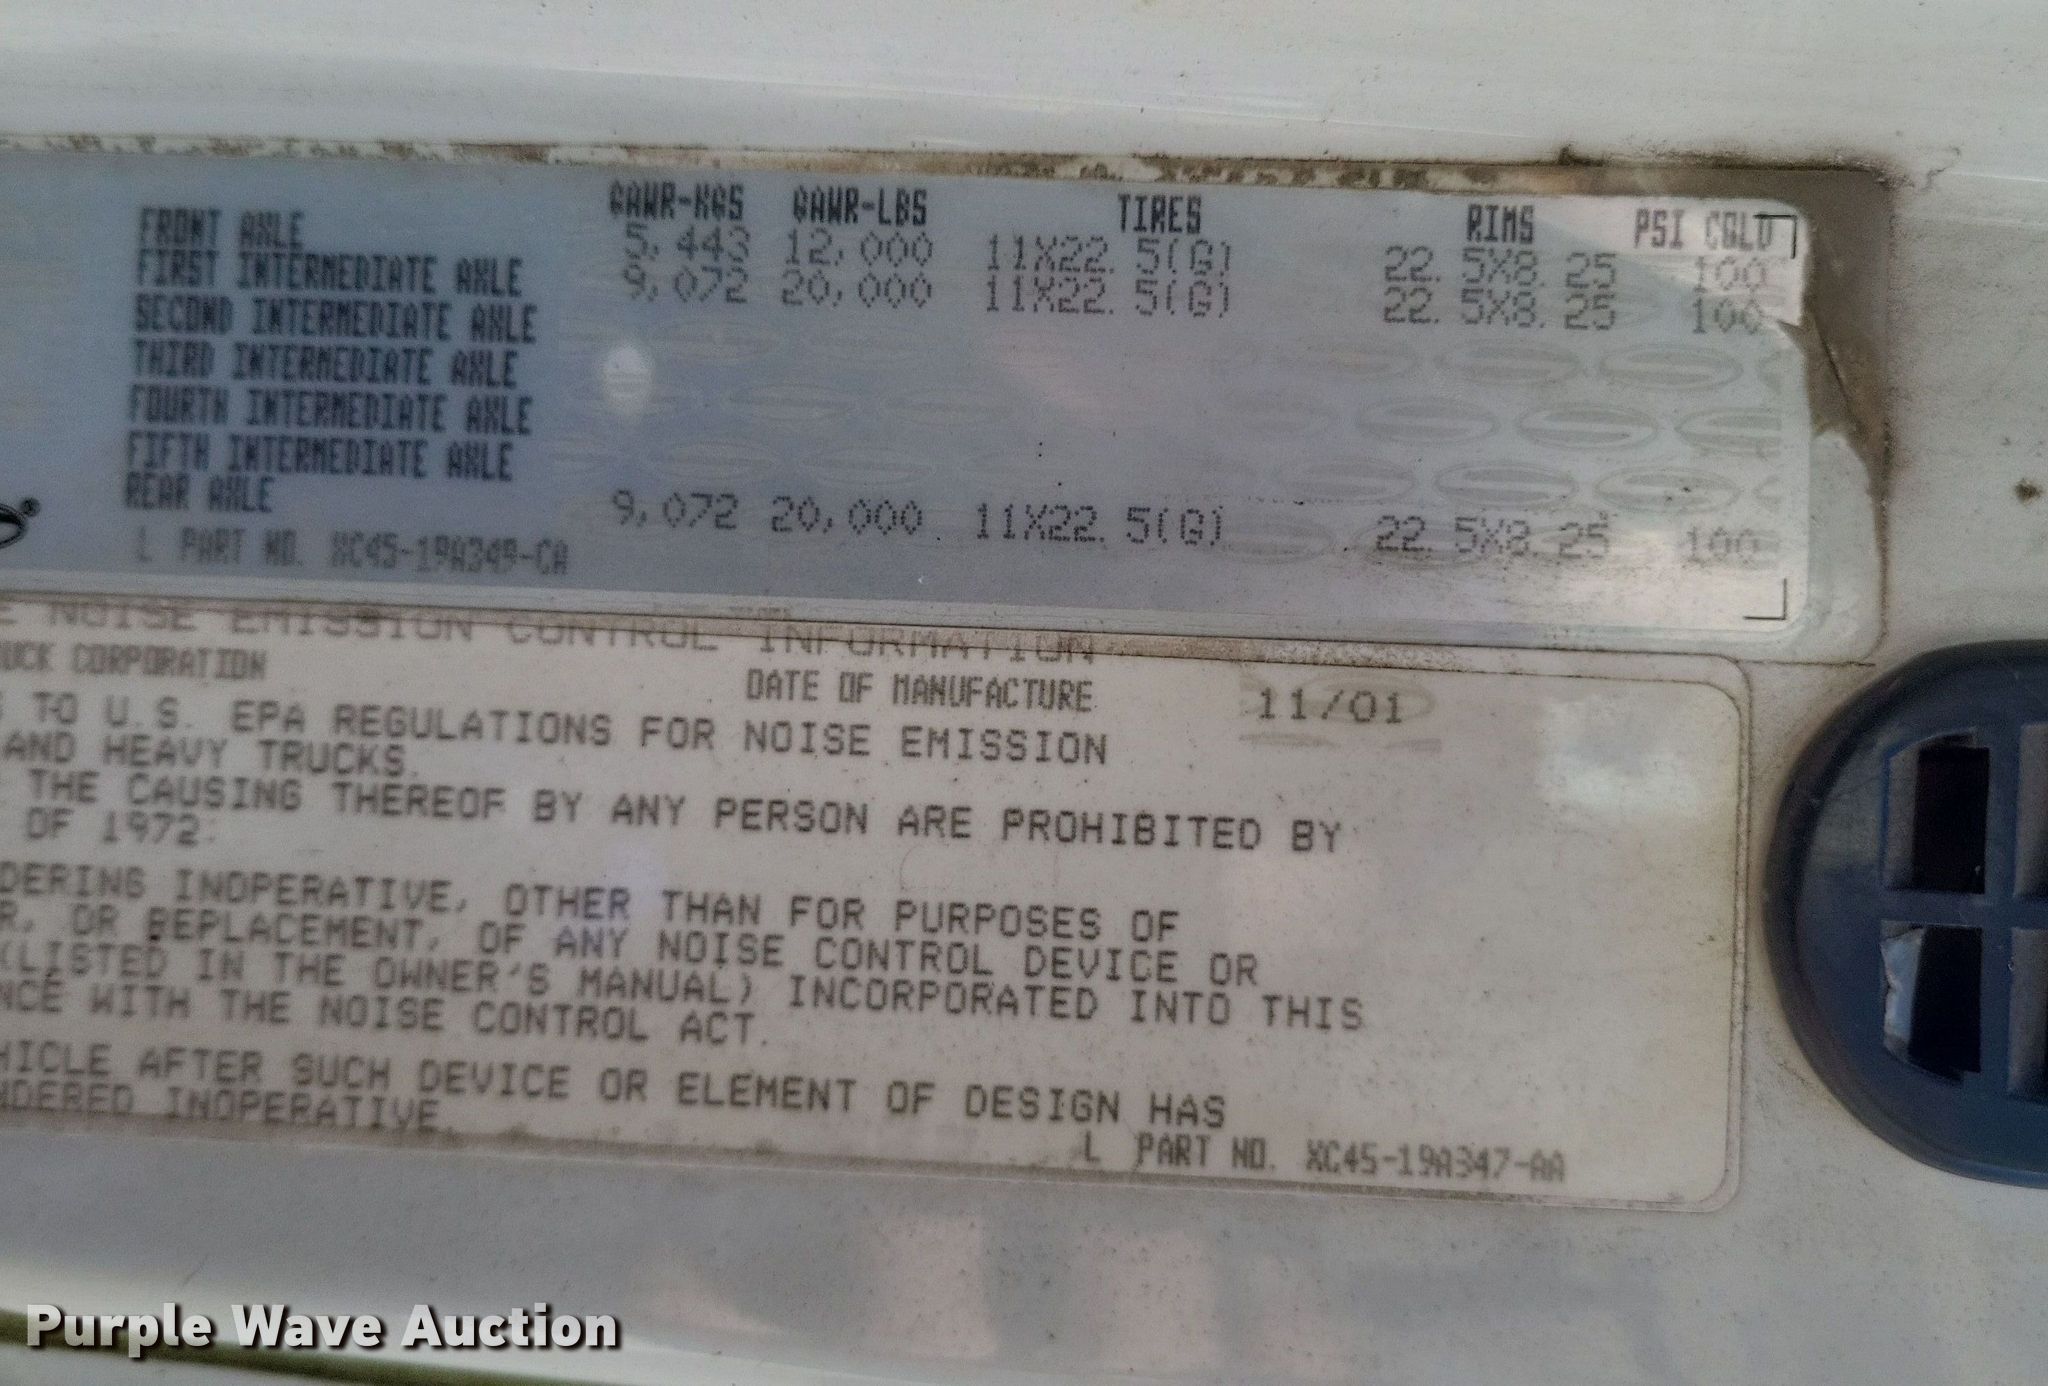 GAWR-KGS GAWR-LBS TIRES RIMS PSI COLD
FRONT AXLE 5,443 12,000 11X22.5(G) 22.5X8.25 100
FIRST INTERMEDIATE AXLE 9,072 20,000 11X22.5(G) 22.5X8.25 100
SECOND INTERMEDIATE AXLE
THIRD INTERMEDIATE AXLE
FOURTH INTERMEDIATE AXLE
FIFTH INTERMEDIATE AXLE
REAR AXLE 9,072 20,000 11X22.5(G) 22.5X8.25 100
®
L PART NO. XC45-19A349-CA
E NOISE EMISSION CONTROL INFORMATION
UCK CORPORATION
DATE OF MANUFACTURE 11/01
S TO U.S. EPA REGULATIONS FOR NOISE EMISSION
AND HEAVY TRUCKS.
THE CAUSING THEREOF BY ANY PERSON ARE PROHIBITED BY
OF 1972:
DERING INOPERATIVE, OTHER THAN FOR PURPOSES OF
R, OR REPLACEMENT, OF ANY NOISE CONTROL DEVICE OR
(LISTED IN THE OWNER'S MANUAL) INCORPORATED INTO THIS
NCE WITH THE NOISE CONTROL ACT.
HICLE AFTER SUCH DEVICE OR ELEMENT OF DESIGN HAS
NDERED INOPERATIVE.
L PART NO. XC45-19A347-AA
Purple Wave Auction